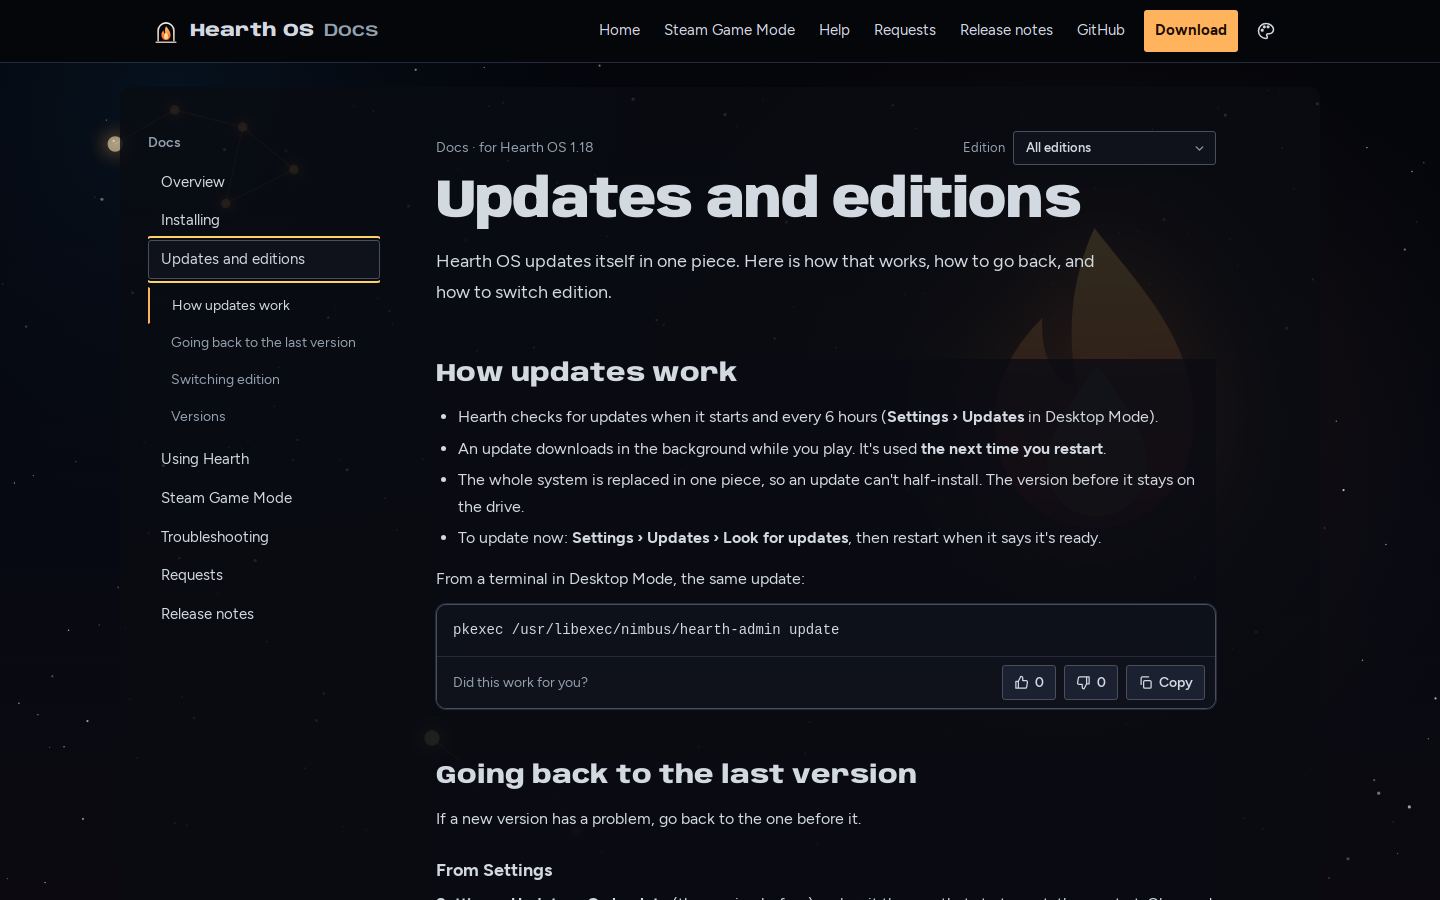 Hearth OS Docs
Home
Steam Game Mode
Help
Requests
Release notes
GitHub
Download
Docs
Overview
Installing
Updates and editions
How updates work
Going back to the last version
Switching edition
Versions
Using Hearth
Steam Game Mode
Troubleshooting
Requests
Release notes
Docs · for Hearth OS 1.18
Edition
All editions
Updates and editions
Hearth OS updates itself in one piece. Here is how that works, how to go back, and
how to switch edition.
How updates work
• Hearth checks for updates when it starts and every 6 hours (Settings › Updates in Desktop Mode).
• An update downloads in the background while you play. It's used the next time you restart.
• The whole system is replaced in one piece, so an update can't half-install. The version before it stays on
the drive.
• To update now: Settings › Updates › Look for updates, then restart when it says it's ready.
From a terminal in Desktop Mode, the same update:
pkexec /usr/libexec/nimbus/hearth-admin update
Did this work for you?
0
0
Copy
Going back to the last version
If a new version has a problem, go back to the one before it.
From Settings